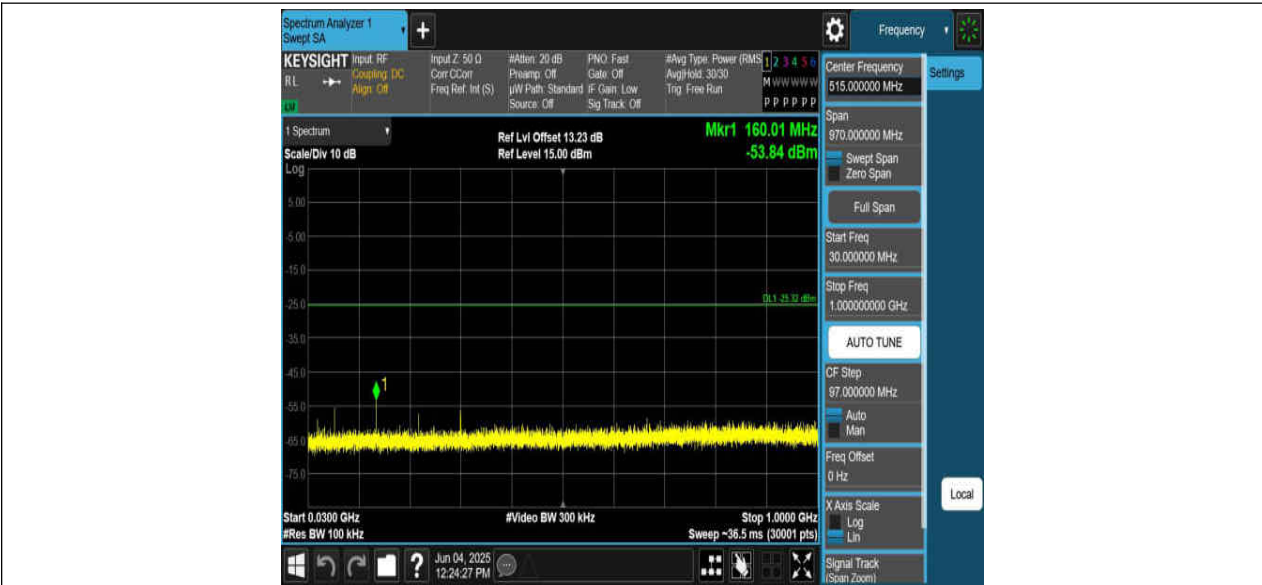 Spectrum Analyzer 1
Swept SA
+
Frequency
KEYSIGHT
RL
LM
Input: RF
Coupling: DC
Align: Off
Input Z: 50 Ω
Corr CCorr
Freq Ref: Int (S)
#Atten: 20 dB
Preamp: Off
µW Path: Standard
Source: Off
PNO: Fast
Gate: Off
IF Gain: Low
Sig Track: Off
#Avg Type: Power (RMS
Avg|Hold: 30/30
Trig: Free Run
1 2 3 4 5 6
M W W W W W
P P P P P P
1 Spectrum
Scale/Div 10 dB
Ref Lvl Offset 13.23 dB
Ref Level 15.00 dBm
Mkr1 160.01 MHz
-53.84 dBm
Log
5.00
-5.00
-15.0
-25.0
-35.0
-45.0
-55.0
-65.0
-75.0
DL1 -25.32 dBm
1
Start 0.0300 GHz
#Res BW 100 kHz
#Video BW 300 kHz
Stop 1.0000 GHz
Sweep ~36.5 ms (30001 pts)
Jun 04, 2025
12:24:27 PM
?
Center Frequency
515.000000 MHz
Span
970.000000 MHz
Swept Span
Zero Span
Full Span
Start Freq
30.000000 MHz
Stop Freq
1.000000000 GHz
AUTO TUNE
CF Step
97.000000 MHz
Auto
Man
Freq Offset
0 Hz
X Axis Scale
Log
Lin
Signal Track
(Span Zoom)
Settings
Local